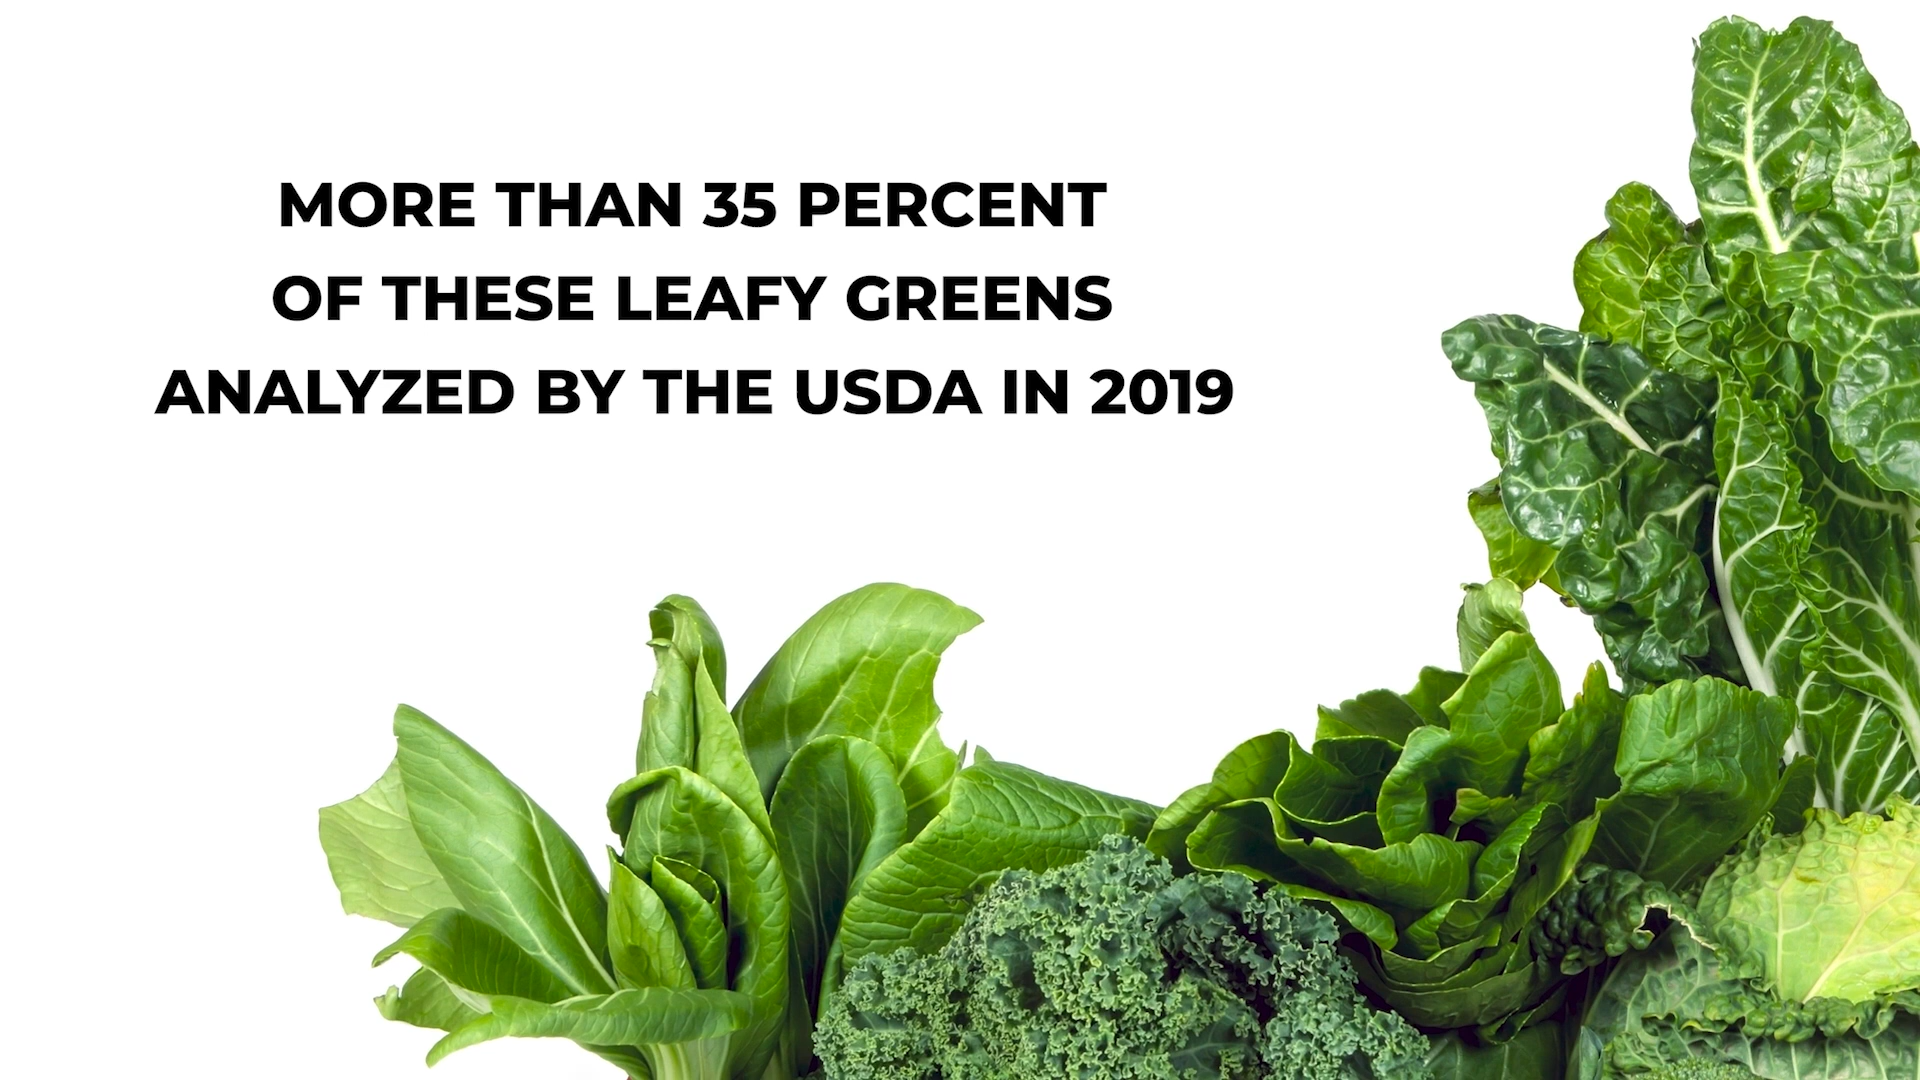 MORE THAN 35 PERCENT
OF THESE LEAFY GREENS
ANALYZED BY THE USDA IN 2019